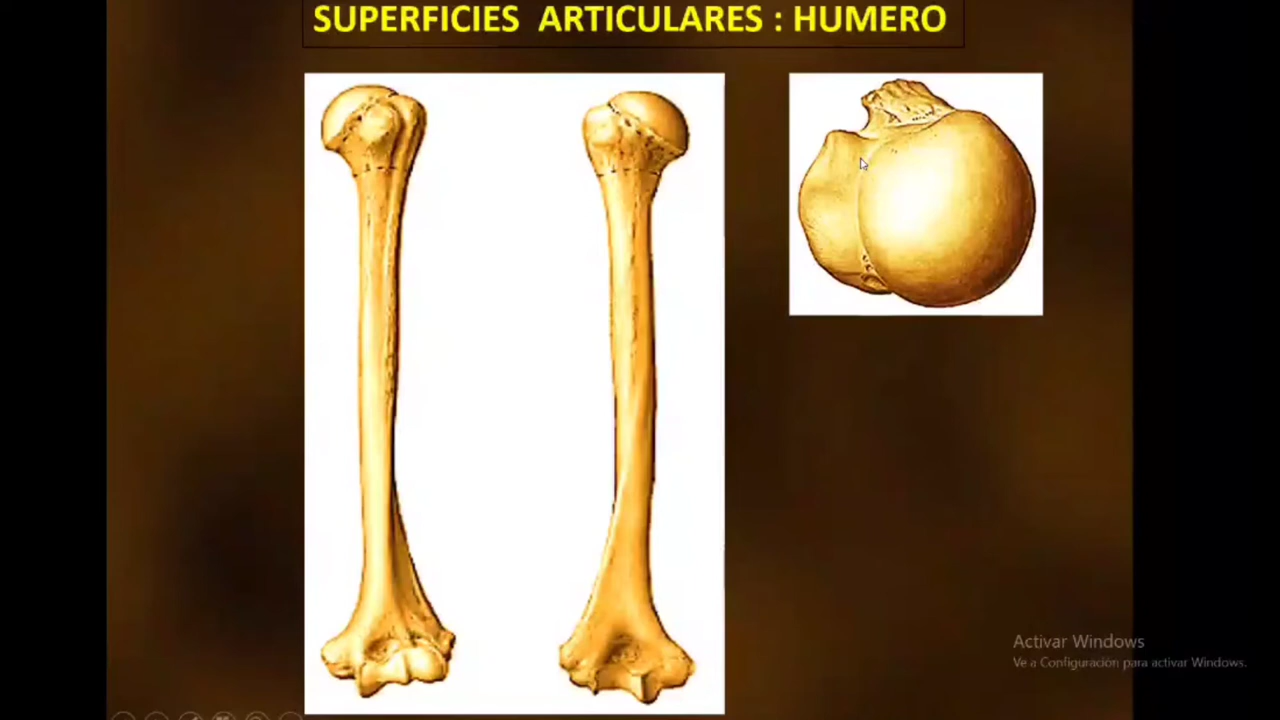 SUPERFICIES ARTICULARES : HUMERO
Activar Windows
Ve a Configuración para activar Windows.